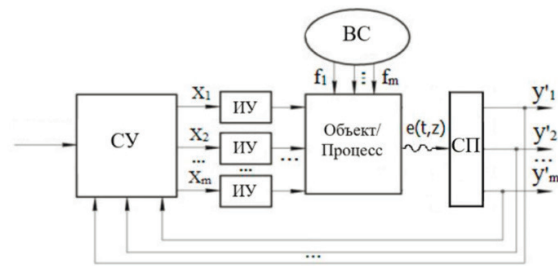 ВС
f₁ ⋮ fₘ
X₁ ИУ
СУ
X₂ ИУ
... ... ...
Xₘ ИУ
Объект/
Процесс
e(t,z)
СП
y'₁
y'₂
...
y'ₘ
...